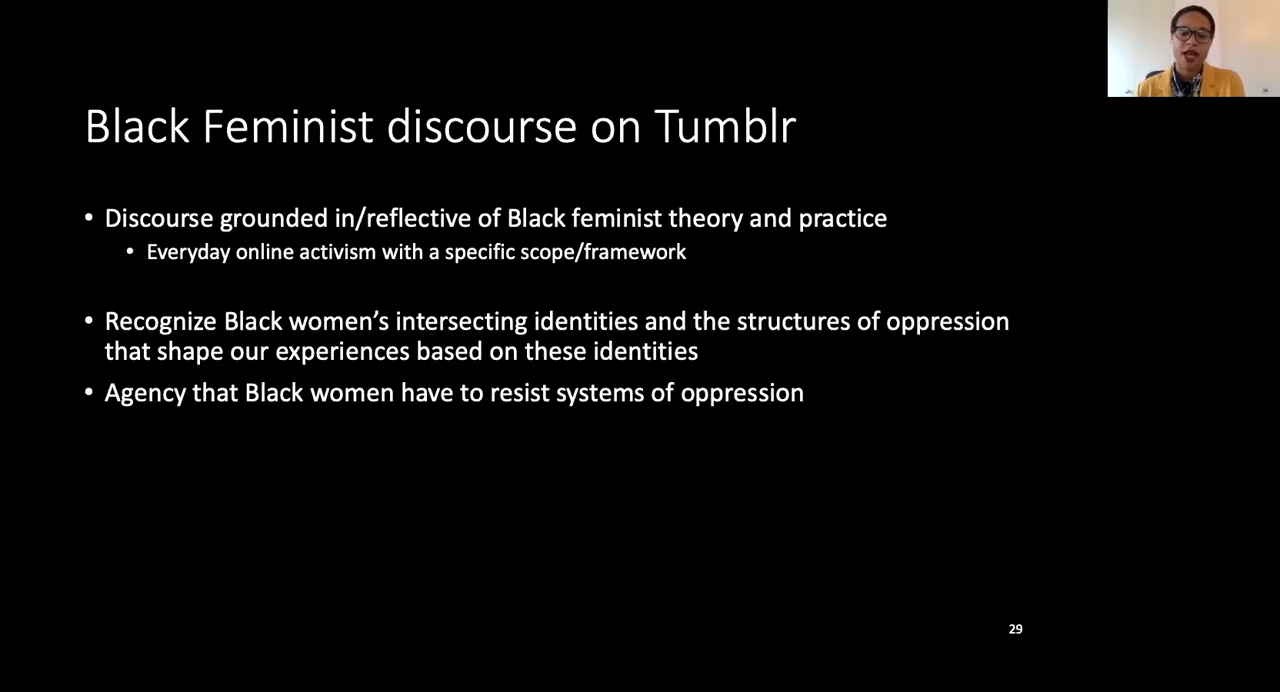 Black Feminist discourse on Tumblr
• Discourse grounded in/reflective of Black feminist theory and practice
• Everyday online activism with a specific scope/framework
• Recognize Black women’s intersecting identities and the structures of oppression
that shape our experiences based on these identities
• Agency that Black women have to resist systems of oppression
29